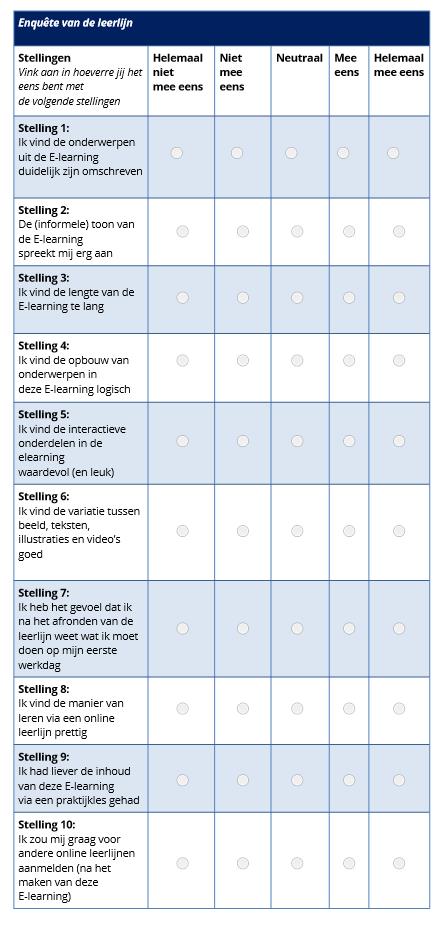 Enquête van de leerlijn
Stellingen
Vink aan in hoeverre jij het
eens bent met
de volgende stellingen
Helemaal
niet
mee eens
Niet
mee
eens
Neutraal
Mee
eens
Helemaal
mee eens
Stelling 1:
Ik vind de onderwerpen
uit de E-learning
duidelijk zijn omschreven
Stelling 2:
De (informele) toon van
de E-learning
spreekt mij erg aan
Stelling 3:
Ik vind de lengte van de
E-learning te lang
Stelling 4:
Ik vind de opbouw van
onderwerpen in
deze E-learning logisch
Stelling 5:
Ik vind de interactieve
onderdelen in de
elearning
waardevol (en leuk)
Stelling 6:
Ik vind de variatie tussen
beeld, teksten,
illustraties en video's
goed
Stelling 7:
Ik heb het gevoel dat ik
na het afronden van de
leerlijn weet wat ik moet
doen op mijn eerste
werkdag
Stelling 8:
Ik vind de manier van
leren via een online
leerlijn prettig
Stelling 9:
Ik had liever de inhoud
van deze E-learning
via een praktijkles gehad
Stelling 10:
Ik zou mij graag voor
andere online leerlijnen
aanmelden (na het
maken van deze
E-learning)